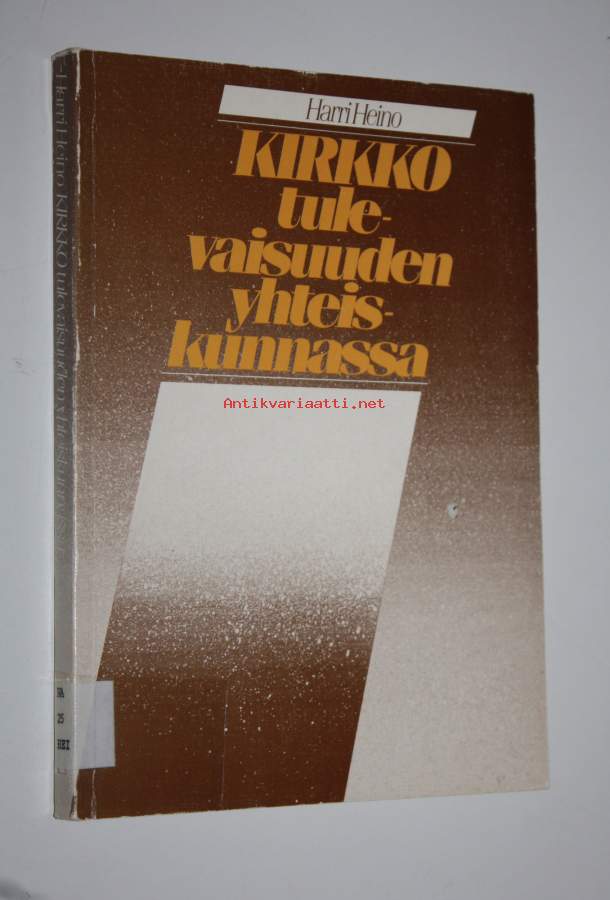 Harri Heino
KIRKKO
tule-
vaisuuden
yhteis-
kunnassa
Antikvariaatti.net
Harri Heino KIRKKO tulevaisuuden yhteiskunnassa
25
HEI